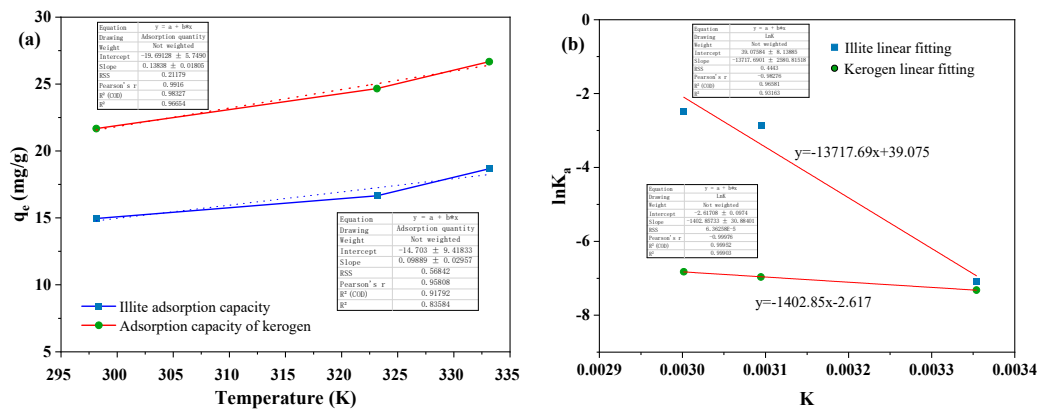 (a)
Equation y = a + b*x
Drawing Adsorption quantity
Weight Not weighted
Intercept -19.69128 ± 5.7490
Slope 0.13838 ± 0.01805
RSS 0.21179
Pearson's r 0.9916
R²(COD) 0.98327
R² 0.96654
30
25
20
15
10
5
qe (mg/g)
Equation y = a + b*x
Drawing Adsorption quantity
Weight Not weighted
Intercept -14.703 ± 9.41833
Slope 0.09889 ± 0.02957
RSS 0.56842
Pearson's r 0.95808
R²(COD) 0.91792
R² 0.83584
Illite adsorption capacity
Adsorption capacity of kerogen
295 300 305 310 315 320 325 330 335
Temperature (K)
(b)
Equation y = a + b*x
Drawing LnK
Weight Not weighted
Intercept 39.07584 ± 8.13885
Slope
RSS 0.4443
Pearson's r -0.98276
R²(COD) 0.96581
R² 0.93163
Illite linear fitting
Kerogen linear fitting
0
-2
-4
-6
-8
lnKa
y=-13717.69x+39.075
Equation y = a + b*x
Drawing LnK
Weight Not weighted
Intercept -2.61708 ± 0.0974
Slope -1402.85733 ± 30.88401
RSS 6.36258E-5
Pearson's r -0.99976
R²(COD) 0.99952
R² 0.99903
y=-1402.85x-2.617
0.0029 0.0030 0.0031 0.0032 0.0033 0.0034
K